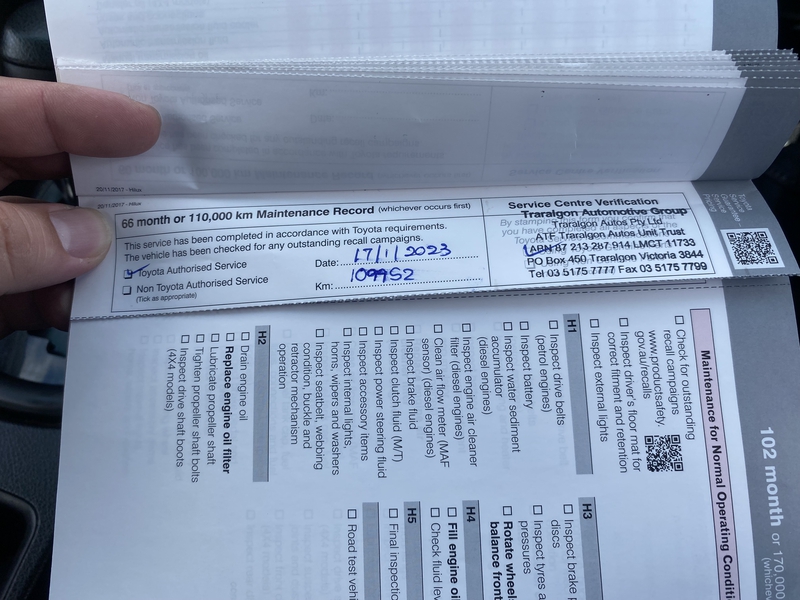 20/11/2017 - Hilux
20/11/2017 - Hilux
66 month or 110,000 km Maintenance Record (whichever occurs first)
This service has been completed in accordance with Toyota requirements.
The vehicle has been checked for any outstanding recall campaigns.
Toyota Authorised Service
Non Toyota Authorised Service
(Tick as appropriate)
Date: 17/1/2023
Km: 109952
Service Centre Verification
Traralgon Automotive Group
Traralgon Autos Pty Ltd
ATF Traralgon Autos Unit Trust
ABN 87 213 287 914 LMCT 11733
PO Box 450 Traralgon Victoria 3844
Tel 03 5175 7777 Fax 03 5175 7799
102 month or 170,000
Maintenance for Normal Operating
Check for outstanding
recall campaigns
www.productsafety.
gov.au/recalls
Inspect driver's floor mat for
correct fitment and retention
Inspect external lights
H1
Inspect drive belts
(petrol engines)
Inspect battery
Inspect water sediment
accumulator
(diesel engines)
Inspect engine air cleaner
filter (diesel engines)
Clean air flow meter (MAF
sensor) (diesel engines)
Inspect brake fluid
Inspect clutch fluid (M/T)
Inspect power steering fluid
Inspect accessory items
Inspect internal lights,
horns, wipers and washers
Inspect seatbelt, webbing
condition, buckle and
retractor mechanism
operation
H2
Drain engine oil
Replace engine oil filter
Lubricate propeller shaft
Tighten propeller shaft bolts
Inspect drive shaft boots
(4X4 models)
H3
Inspect brake
discs
Inspect tyres
pressures
Rotate
balance front
H4
Fill engine oil
Check fluid
H5
Final
Road test